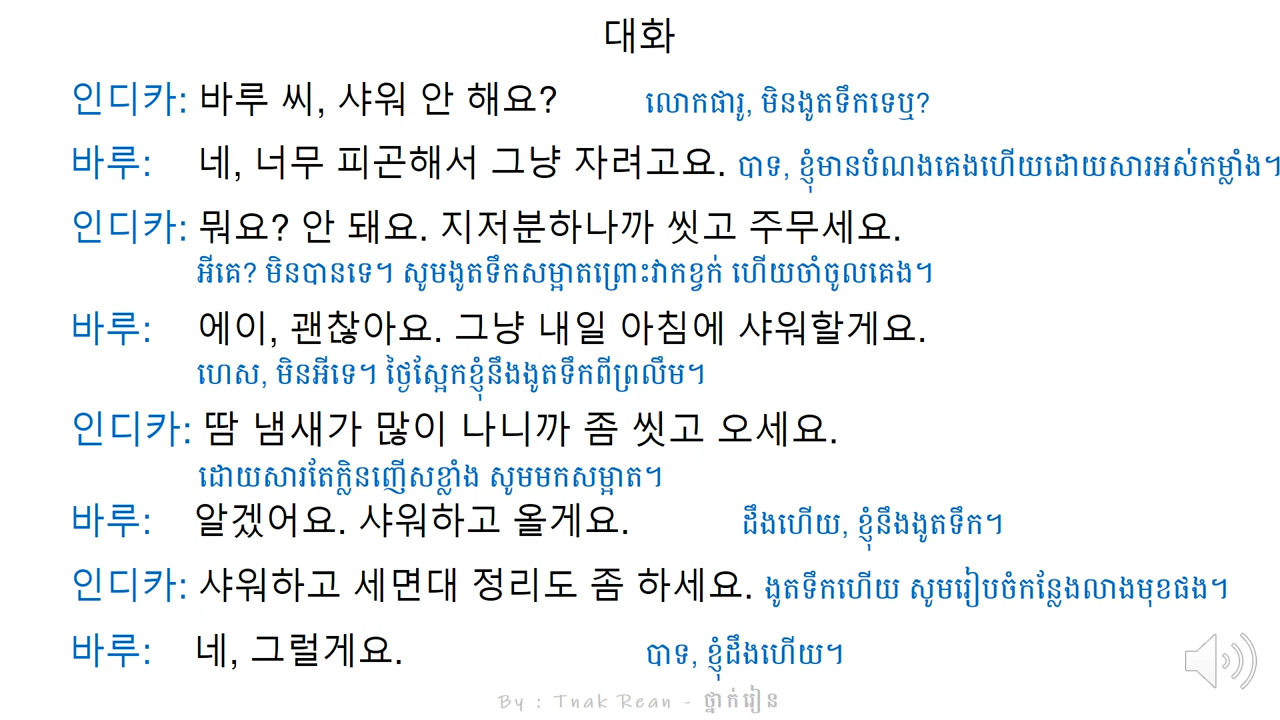 대화
인디카: 바루 씨, 샤워 안 해요? លោកផារូ, មិនងូតទឹកទេឬ?
바루: 네, 너무 피곤해서 그냥 자려고요. បាទ, ខ្ញុំមានបំណងគេងហើយដោយសារអស់កម្លាំង។
인디카: 뭐요? 안 돼요. 지저분하나까 씻고 주무세요.
អីគេ? មិនបានទេ។ សូមងូតទឹកសម្អាតព្រោះវាកខ្វក់ ហើយចាំចូលគេង។
바루: 에이, 괜찮아요. 그냥 내일 아침에 샤워할게요.
ហេស, មិនអីទេ។ ថ្ងៃស្អែកខ្ញុំនឹងងូតទឹកពីព្រលឹម។
인디카: 땀 냄새가 많이 나니까 좀 씻고 오세요.
ដោយសារតែក្លិនញើសខ្លាំង សូមមកសម្អាត។
바루: 알겠어요. 샤워하고 올게요. ដឹងហើយ, ខ្ញុំនឹងងូតទឹក។
인디카: 샤워하고 세면대 정리도 좀 하세요. ងូតទឹកហើយ សូមរៀបចំកន្លែងលាងមុខផង។
바루: 네, 그럴게요. បាទ, ខ្ញុំដឹងហើយ។
By : Tnak Rean - ថ្នាក់រៀន